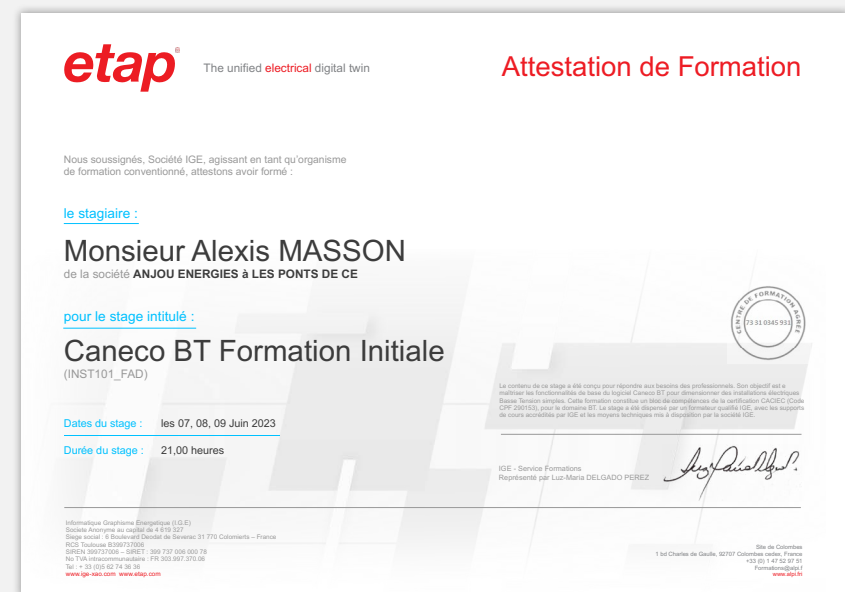 etap®
The unified electrical digital twin
Attestation de Formation
Nous soussignés, Société IGE, agissant en tant qu'organisme
de formation conventionné, attestons avoir formé :
le stagiaire :
Monsieur Alexis MASSON
de la société ANJOU ENERGIES à LES PONTS DE CE
pour le stage intitulé :
Caneco BT Formation Initiale
(INST101_FAD)
CENTRE DE FORMATION AGRÉÉ
73 31 0345 931
Le contenu de ce stage a été conçu pour répondre aux besoins des professionnels. Son objectif est e
maîtriser les fonctionnalités de base du logiciel Caneco BT pour dimensionner des installations électriques
Basse Tension simples. Cette formation constitue un bloc de compétences de la certification CACIEC (Code
CPF 290153), pour le domaine BT. Le stage a été dispensé par un formateur qualifié IGE, avec les supports
de cours accrédités par IGE et les moyens techniques mis à disposition par la société IGE.
Dates du stage : les 07, 08, 09 Juin 2023
Durée du stage : 21,00 heures
IGE - Service Formations
Représenté par Luz-Maria DELGADO PEREZ
Informatique Graphisme Energetique (I.G.E)
Societe Anonyme au capital de 4 619 327
Siege social : 6 Boulevard Deodat de Severac 31 770 Colomierts – France
RCS Toulouse B399737006
SIREN 399737006 – SIRET : 399 737 006 000 78
No TVA intracommunautaire : FR 303.997.370.06
Tel : + 33 (0)5 62 74 36 36
www.ige-xao.com www.etap.com
Site de Colombes
1 bd Charles de Gaulle, 92707 Colombes cedex, France
+33 (0) 1 47 52 97 51
Formations@alpi.f
www.alpi.fn